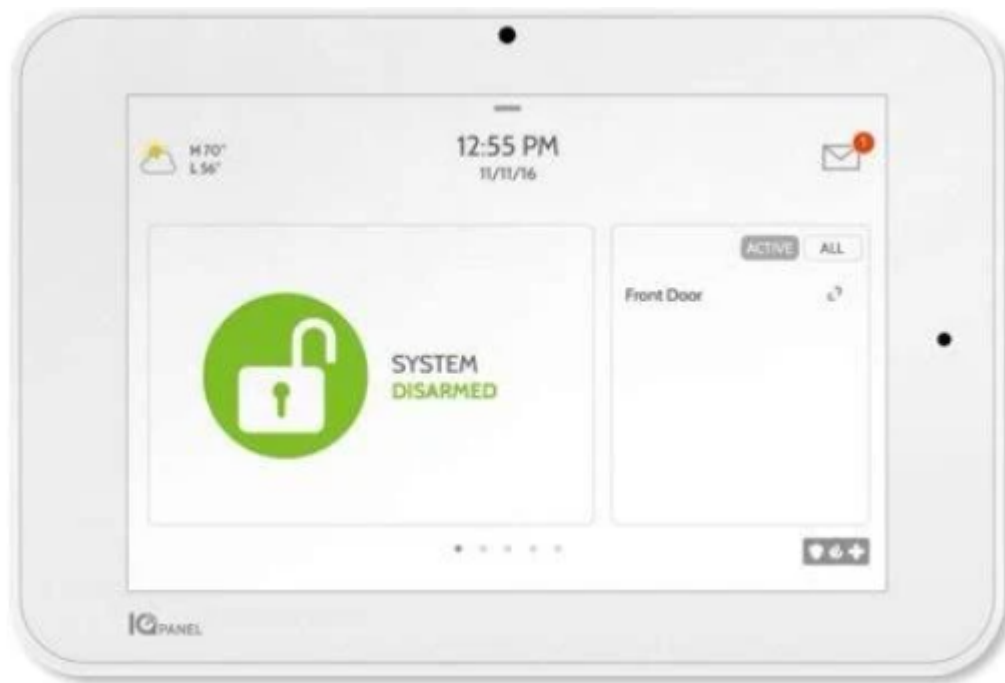 12:55 PM
11/11/16
H 70°
L 56°
1
ACTIVE ALL
Front Door
SYSTEM
DISARMED
IQ PANEL